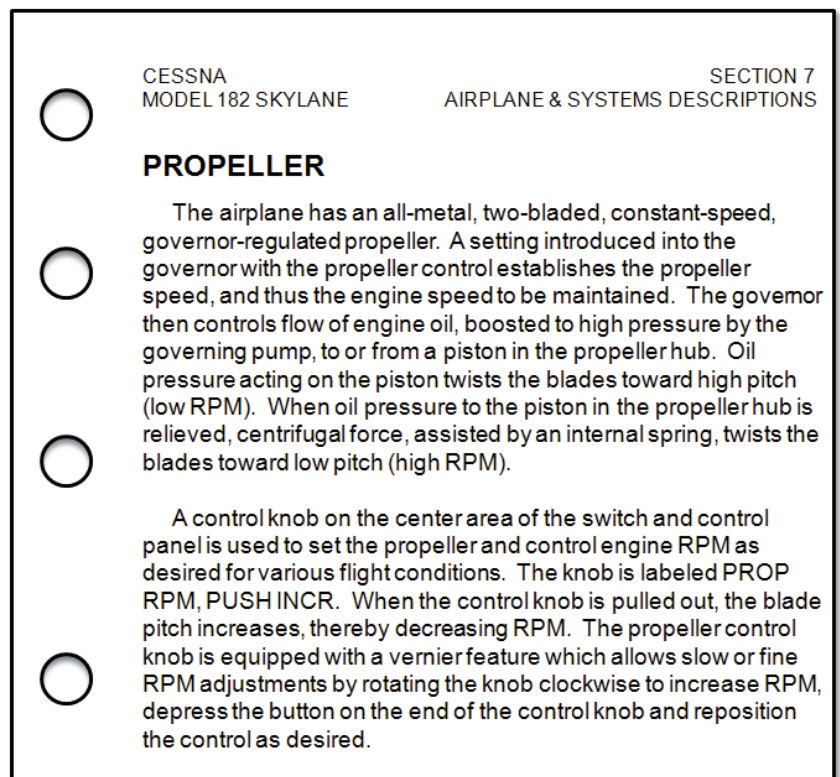 CESSNA
SECTION 7
MODEL 182 SKYLANE
AIRPLANE & SYSTEMS DESCRIPTIONS
PROPELLER
The airplane has an all-metal, two-bladed, constant-speed,
governor-regulated propeller. A setting introduced into the
governor with the propeller control establishes the propeller
speed, and thus the engine speed to be maintained. The governor
then controls flow of engine oil, boosted to high pressure by the
governing pump, to or from a piston in the propeller hub. Oil
pressure acting on the piston twists the blades toward high pitch
(low RPM). When oil pressure to the piston in the propeller hub is
relieved, centrifugal force, assisted by an internal spring, twists the
blades toward low pitch (high RPM).
A control knob on the center area of the switch and control
panel is used to set the propeller and control engine RPM as
desired for various flight conditions. The knob is labeled PROP
RPM, PUSH INCR. When the control knob is pulled out, the blade
pitch increases, thereby decreasing RPM. The propeller control
knob is equipped with a vernier feature which allows slow or fine
RPM adjustments by rotating the knob clockwise to increase RPM,
depress the button on the end of the control knob and reposition
the control as desired.